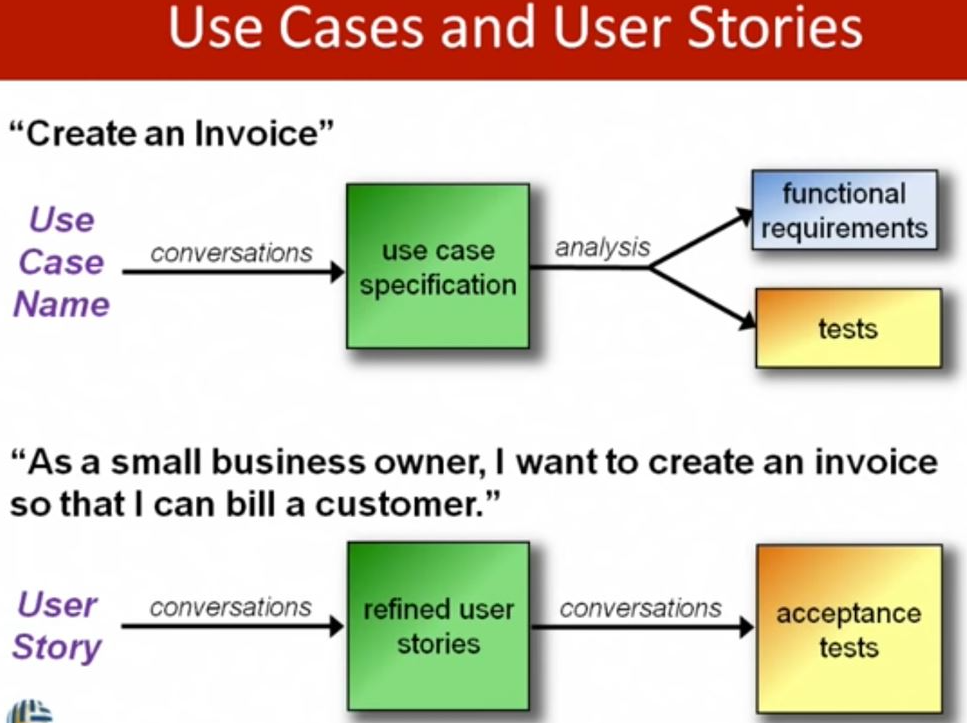 Use Cases and User Stories
“Create an Invoice”
Use
Case
Name
conversations
use case
specification
analysis
functional
requirements
tests
“As a small business owner, I want to create an invoice
so that I can bill a customer.”
User
Story
conversations
refined user
stories
conversations
acceptance
tests